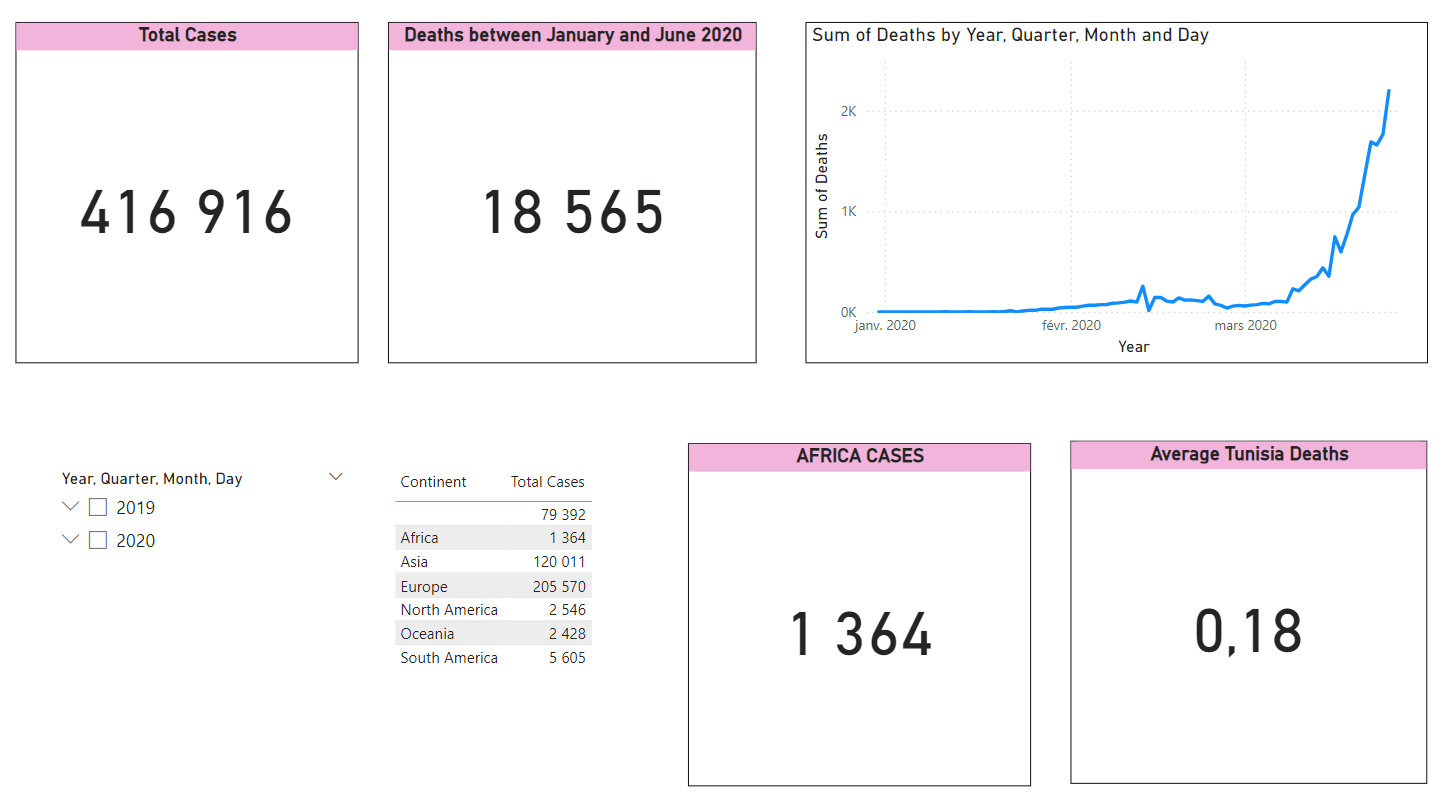 Total Cases
416 916
Deaths between January and June 2020
18 565
Sum of Deaths by Year, Quarter, Month and Day
Sum of Deaths
2K
1K
0K
janv. 2020 févr. 2020 mars 2020
Year
Year, Quarter, Month, Day
2019
2020
Continent Total Cases
79 392
Africa 1 364
Asia 120 011
Europe 205 570
North America 2 546
Oceania 2 428
South America 5 605
AFRICA CASES
1 364
Average Tunisia Deaths
0,18